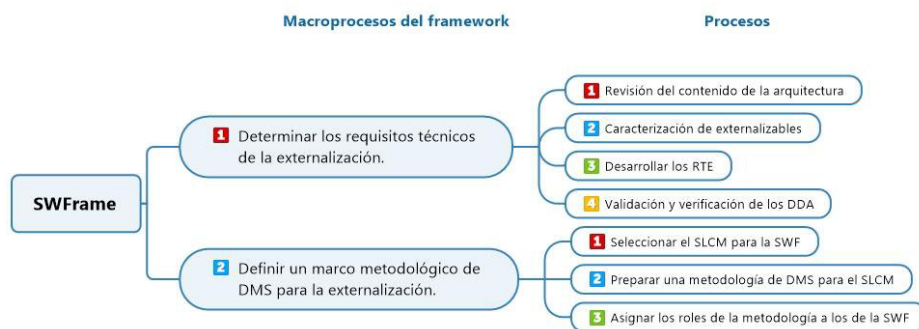 Macroprocesos del framework
Procesos
SWFrame
1 Determinar los requisitos técnicos
de la externalización.
1 Revisión del contenido de la arquitectura
2 Caracterización de externalizables
3 Desarrollar los RTE
4 Validación y verificación de los DDA
2 Definir un marco metodológico de
DMS para la externalización.
1 Seleccionar el SLCM para la SWF
2 Preparar una metodología de DMS para el SLCM
3 Asignar los roles de la metodología a los de la SWF